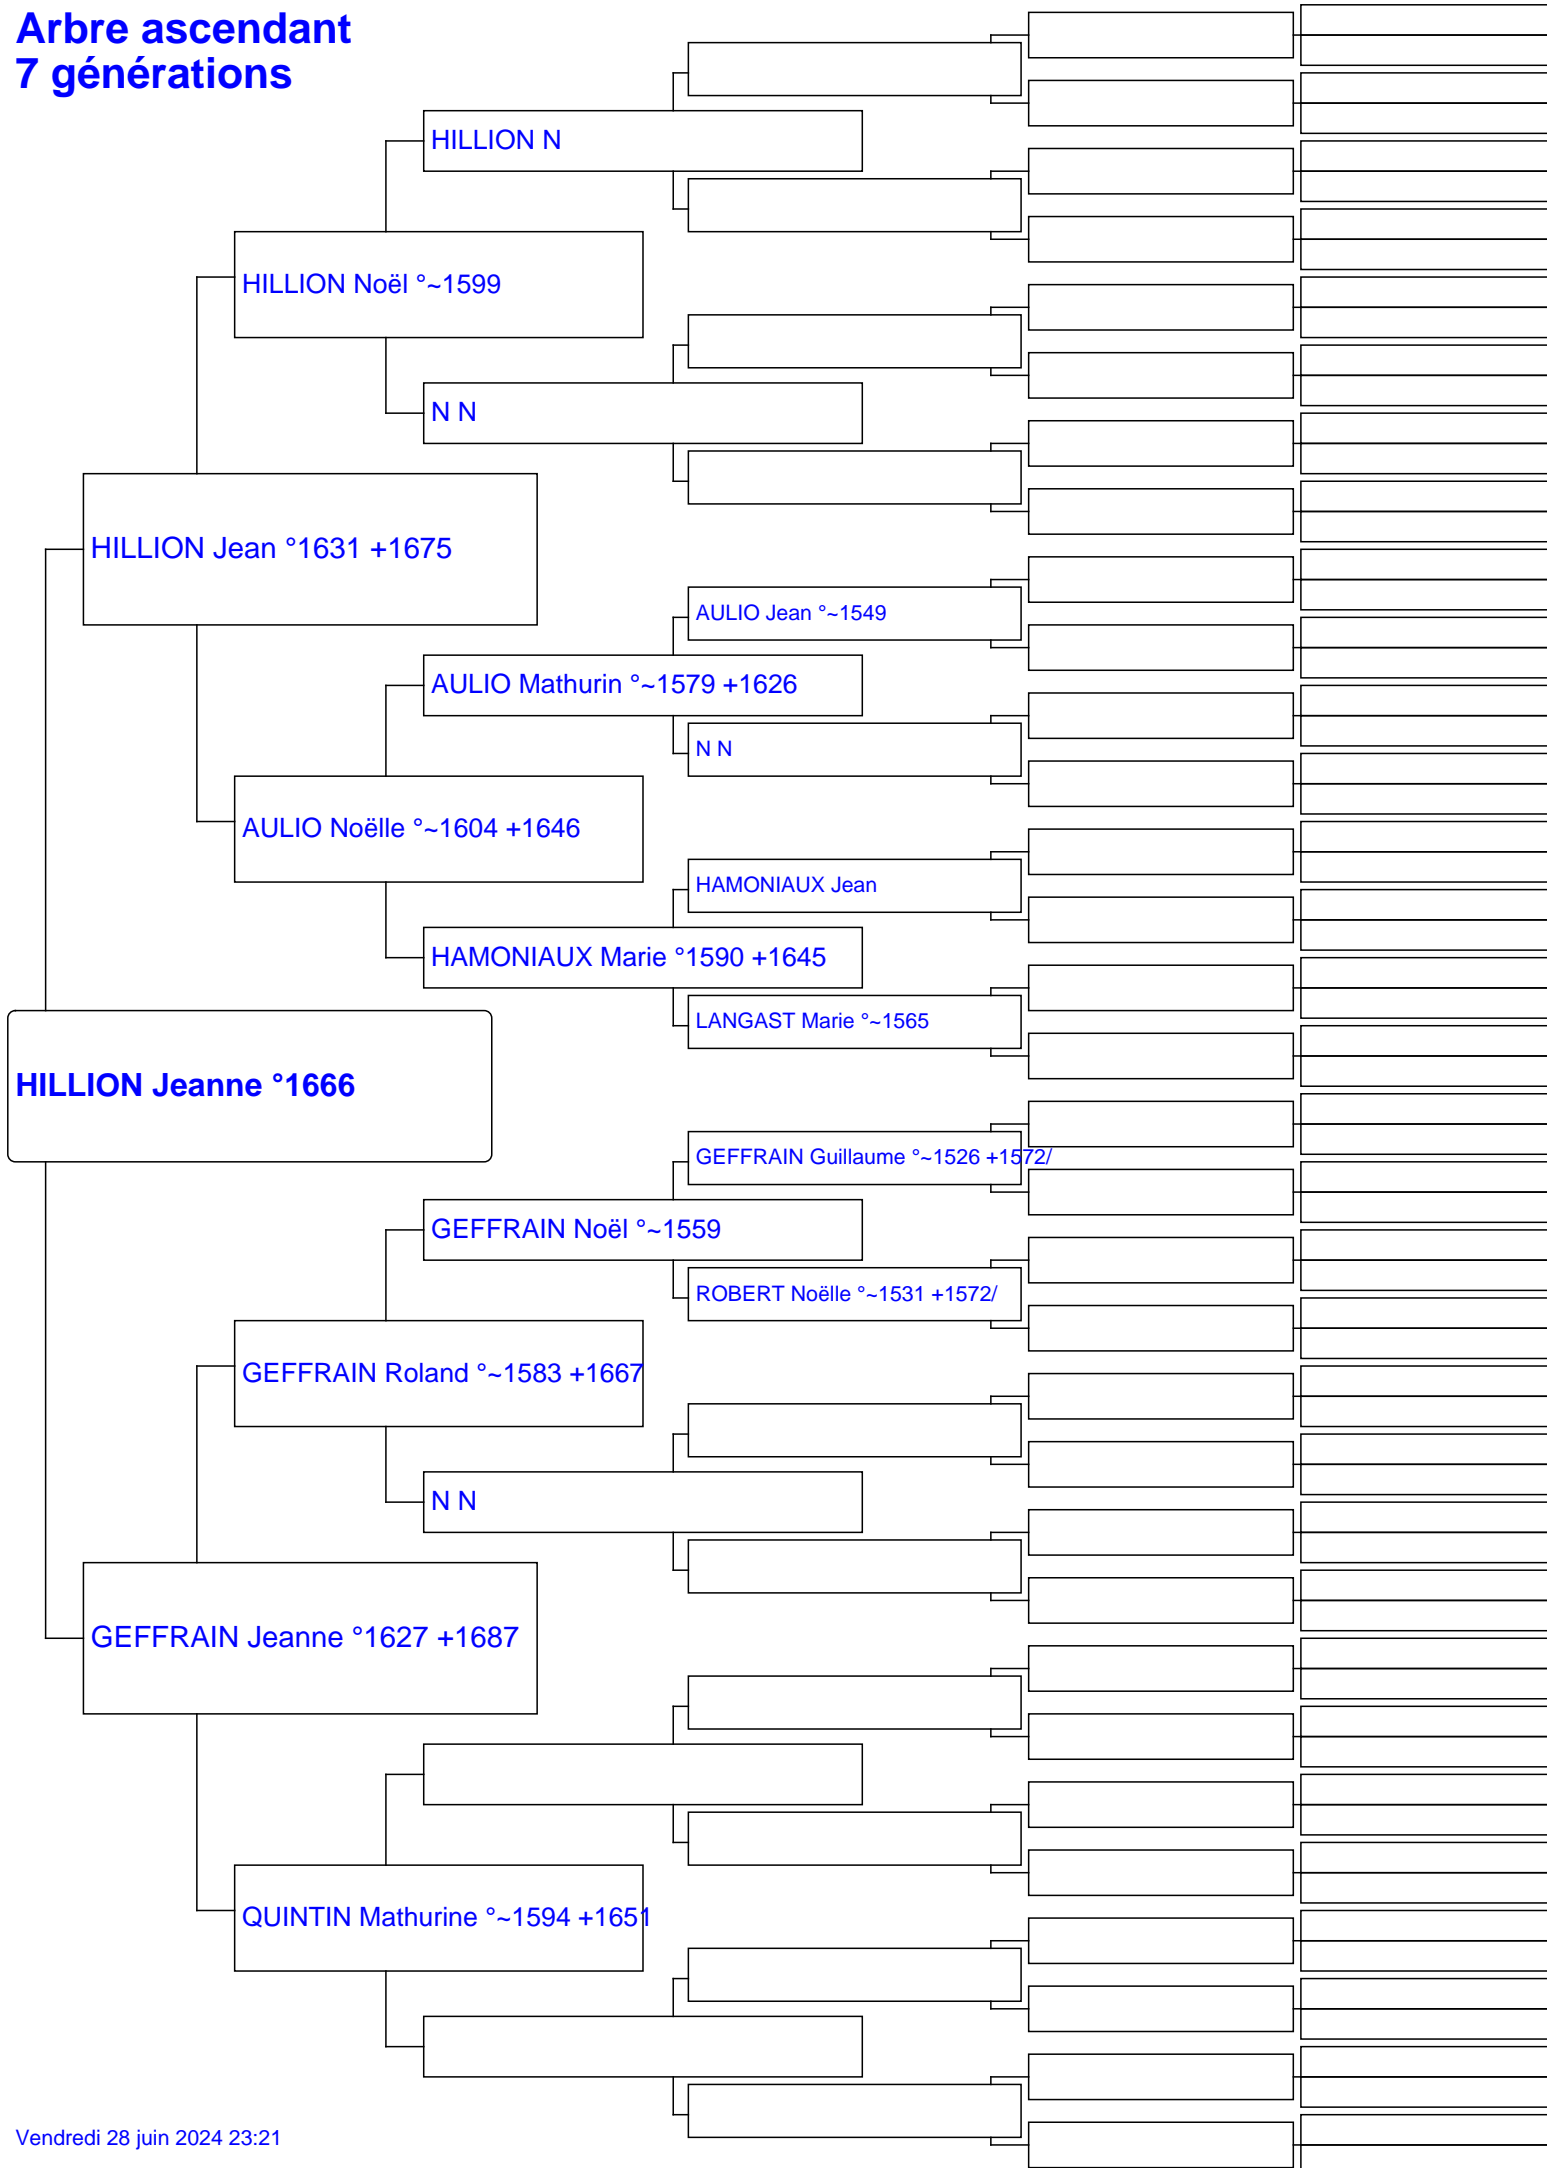 Arbre ascendant
7 générations
HILLION N
HILLION Noël °~1599
N N
HILLION Jean °1631 +1675
AULIO Jean °~1549
AULIO Mathurin °~1579 +1626
N N
AULIO Noëlle °~1604 +1646
HAMONIAUX Jean
HAMONIAUX Marie °1590 +1645
LANGAST Marie °~1565
HILLION Jeanne °1666
GEFFRAIN Guillaume °~1526 +1572/
GEFFRAIN Noël °~1559
ROBERT Noëlle °~1531 +1572/
GEFFRAIN Roland °~1583 +1667
N N
GEFFRAIN Jeanne °1627 +1687
QUINTIN Mathurine °~1594 +1651
Vendredi 28 juin 2024 23:21